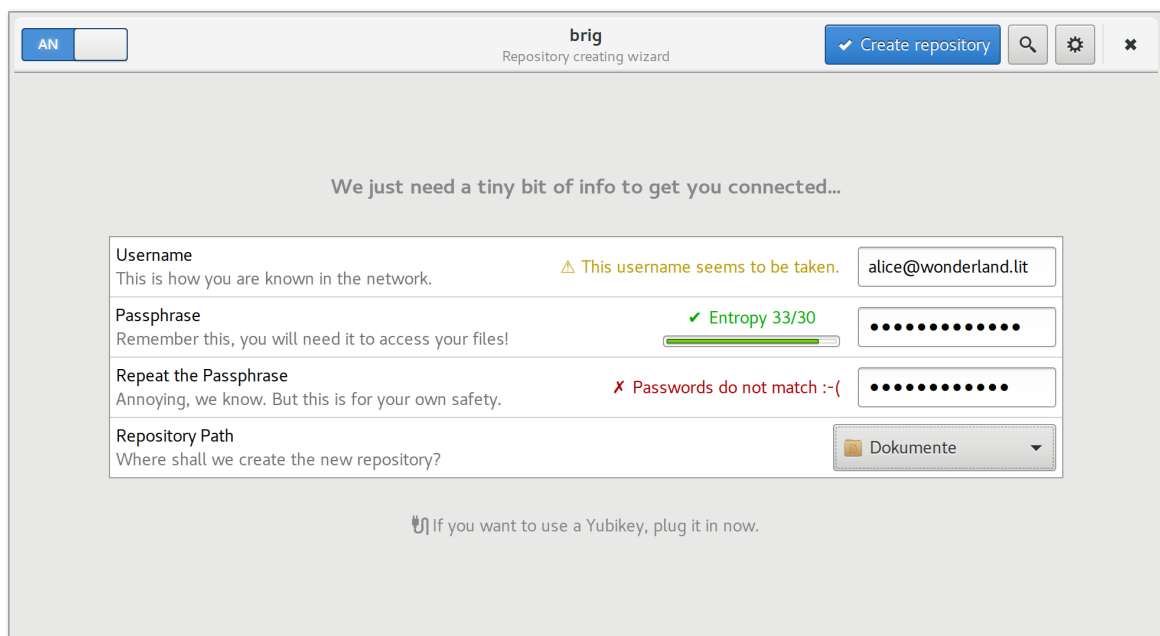 AN
brig
Repository creating wizard
✔ Create repository
We just need a tiny bit of info to get you connected...
Username
This is how you are known in the network.
⚠ This username seems to be taken.
alice@wonderland.lit
Passphrase
Remember this, you will need it to access your files!
✔ Entropy 33/30
●●●●●●●●●●●●●
Repeat the Passphrase
Annoying, we know. But this is for your own safety.
✗ Passwords do not match :-(
●●●●●●●●●●●●
Repository Path
Where shall we create the new repository?
Dokumente
If you want to use a Yubikey, plug it in now.